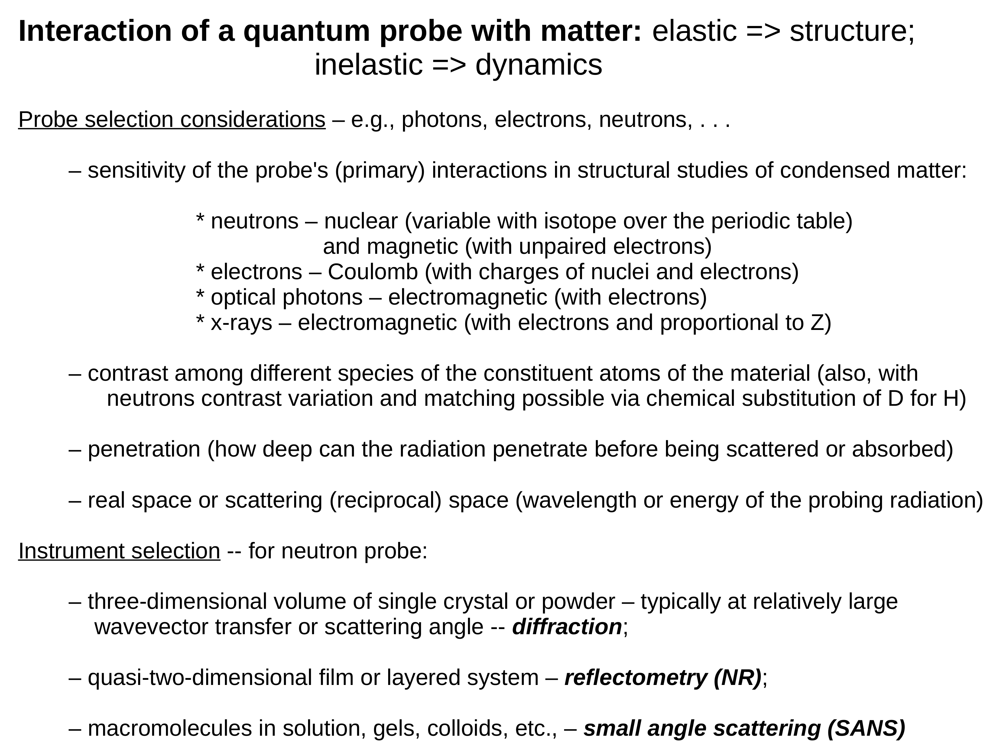 Interaction of a quantum probe with matter: elastic => structure;
inelastic => dynamics
Probe selection considerations – e.g., photons, electrons, neutrons, . . .
– sensitivity of the probe's (primary) interactions in structural studies of condensed matter:
* neutrons – nuclear (variable with isotope over the periodic table)
and magnetic (with unpaired electrons)
* electrons – Coulomb (with charges of nuclei and electrons)
* optical photons – electromagnetic (with electrons)
* x-rays – electromagnetic (with electrons and proportional to Z)
– contrast among different species of the constituent atoms of the material (also, with
neutrons contrast variation and matching possible via chemical substitution of D for H)
– penetration (how deep can the radiation penetrate before being scattered or absorbed)
– real space or scattering (reciprocal) space (wavelength or energy of the probing radiation)
Instrument selection -- for neutron probe:
– three-dimensional volume of single crystal or powder – typically at relatively large
wavevector transfer or scattering angle -- diffraction;
– quasi-two-dimensional film or layered system – reflectometry (NR);
– macromolecules in solution, gels, colloids, etc., – small angle scattering (SANS)